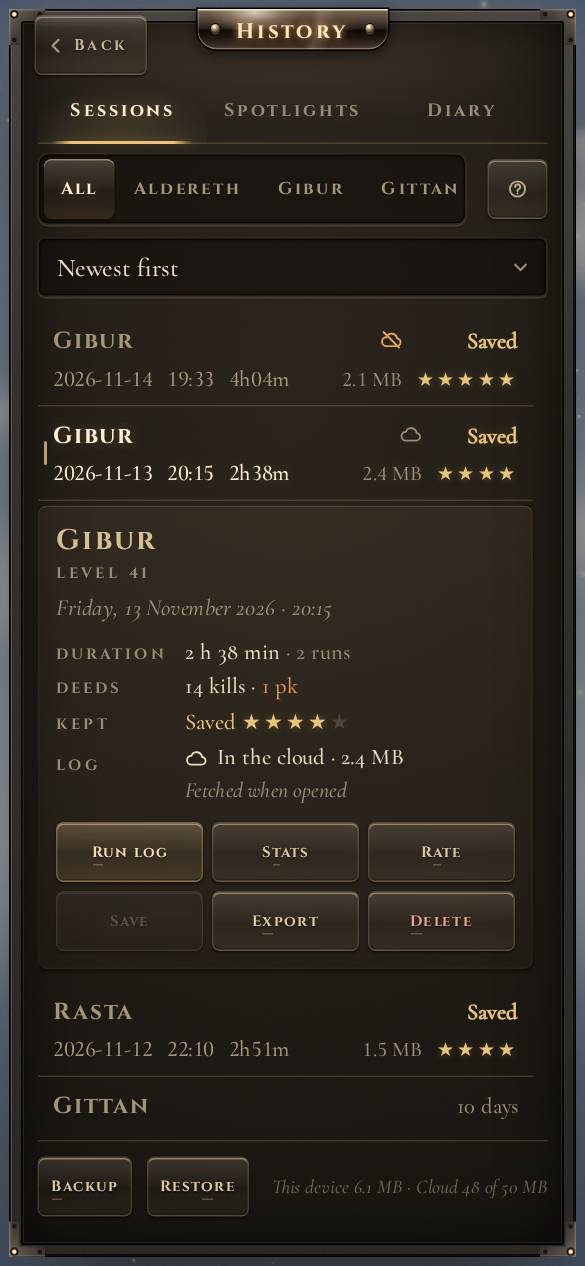 History
Back
Sessions Spotlights Diary
All Aldereth Gibur Gittan
Newest first
Gibur Saved
2026-11-14 19:33 4h04m 2.1 MB ★★★★★
Gibur Saved
2026-11-13 20:15 2h38m 2.4 MB ★★★★
Gibur
LEVEL 41
Friday, 13 November 2026 · 20:15
DURATION 2 h 38 min · 2 runs
DEEDS 14 kills · 1 pk
KEPT Saved ★★★★★
LOG In the cloud · 2.4 MB
Fetched when opened
Run log Stats Rate
Save Export Delete
Rasta Saved
2026-11-12 22:10 2h51m 1.5 MB ★★★★
Gittan 10 days
Backup Restore This device 6.1 MB · Cloud 48 of 50 MB